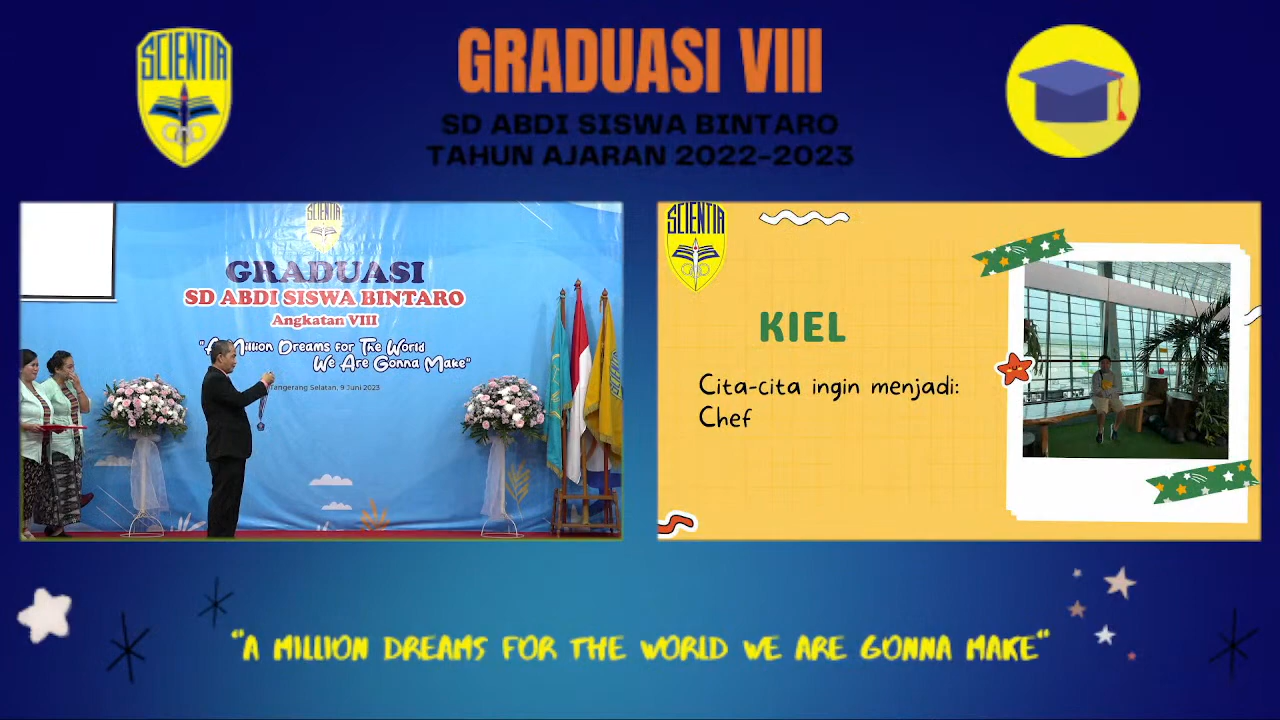 SCIENTIA
GRADUASI VIII
SD ABDI SISWA BINTARO
TAHUN AJARAN 2022-2023
SCIENTIA
GRADUASI
SD ABDI SISWA BINTARO
Angkatan VIII
"A Million Dreams for The World
We Are Gonna Make"
Tangerang Selatan, 9 Juni 2023
SCIENTIA
KIEL
Cita-cita ingin menjadi:
Chef
"A MILLION DREAMS FOR THE WORLD WE ARE GONNA MAKE"